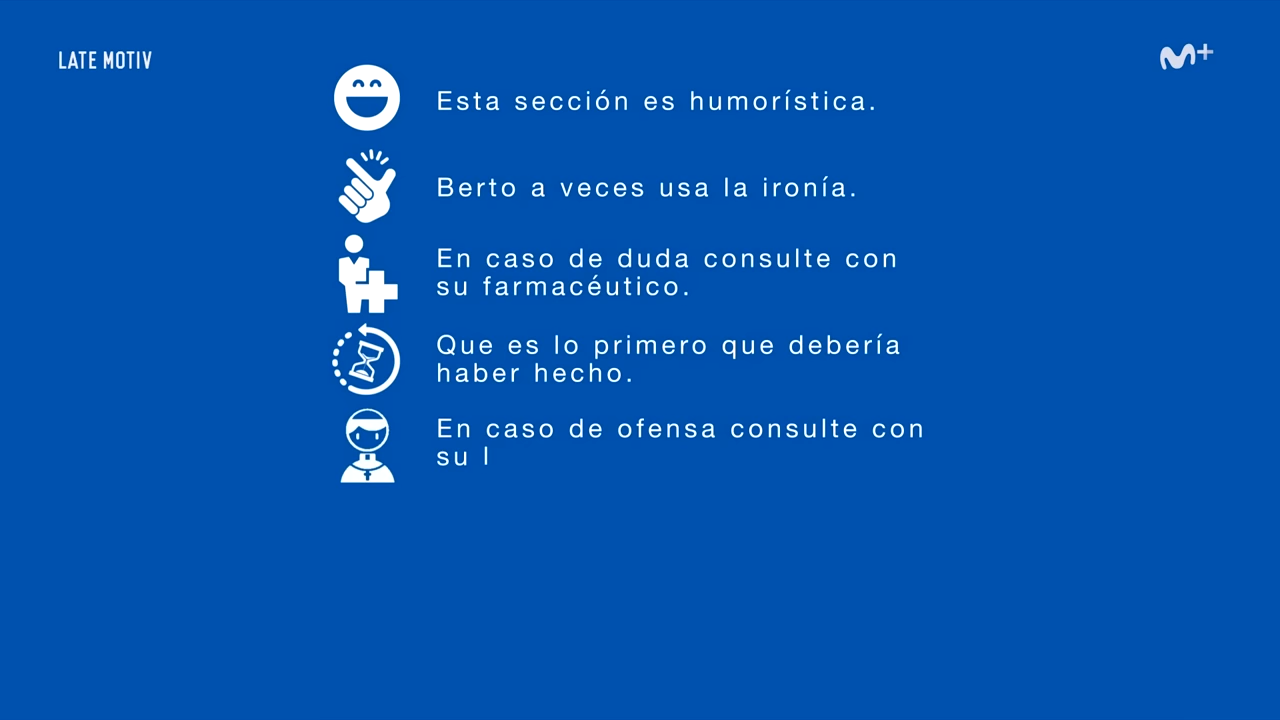 LATE MOTIV
M+
Esta sección es humorística.
Berto a veces usa la ironía.
En caso de duda consulte con
su farmacéutico.
Que es lo primero que debería
haber hecho.
En caso de ofensa consulte con
su l